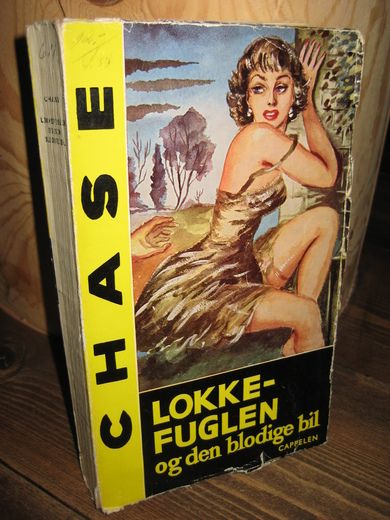 CHASE
LOKKE-
FUGLEN
og den blodige bil
CAPPELEN